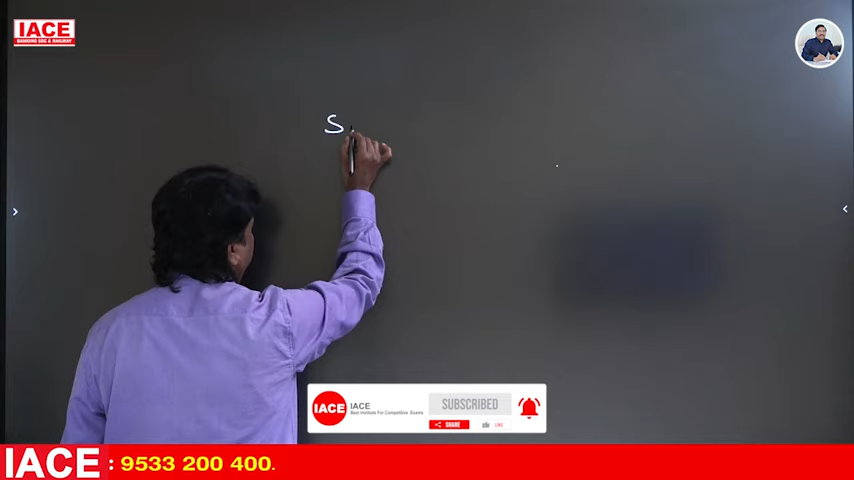 IACE
BANKING SSC & RAILWAY
S
IACE
IACE
Best Institute For Competitive Exams
SUBSCRIBED
SHARE
LIKE
IACE : 9533 200 400.